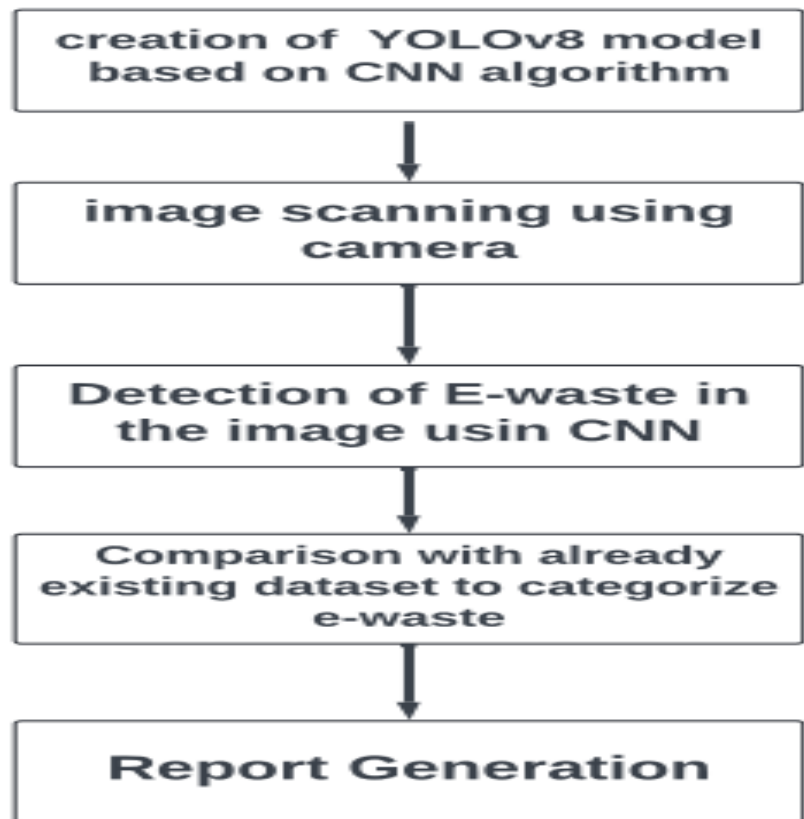 creation of YOLOv8 model
based on CNN algorithm
image scanning using
camera
Detection of E-waste in
the image usin CNN
Comparison with already
existing dataset to categorize
e-waste
Report Generation